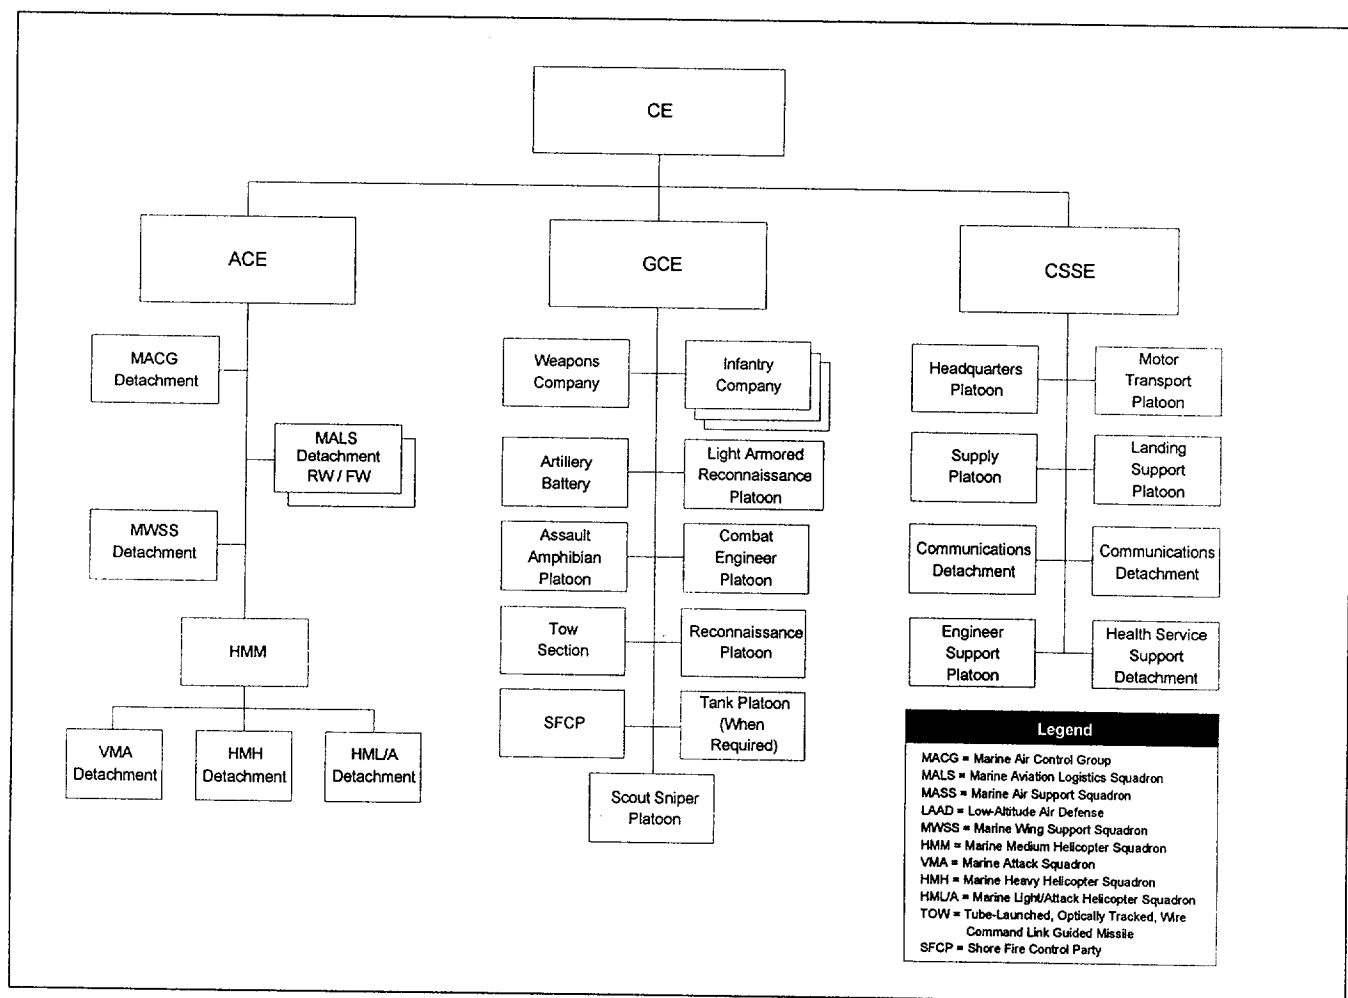 CE
ACE
GCE
CSSE
MACG
Detachment
MALS
Detachment
RW / FW
MWSS
Detachment
HMM
VMA
Detachment
HMH
Detachment
HML/A
Detachment
Weapons
Company
Infantry
Company
Artillery
Battery
Light Armored
Reconnaissance
Platoon
Assault
Amphibian
Platoon
Combat
Engineer
Platoon
Tow
Section
Reconnaissance
Platoon
SFCP
Tank Platoon
(When
Required)
Scout Sniper
Platoon
Headquarters
Platoon
Motor
Transport
Platoon
Supply
Platoon
Landing
Support
Platoon
Communications
Detachment
Communications
Detachment
Engineer
Support
Platoon
Health Service
Support
Detachment
Legend
MACG = Marine Air Control Group
MALS = Marine Aviation Logistics Squadron
MASS = Marine Air Support Squadron
LAAD = Low-Altitude Air Defense
MWSS = Marine Wing Support Squadron
HMM = Marine Medium Helicopter Squadron
VMA = Marine Attack Squadron
HMH = Marine Heavy Helicopter Squadron
HML/A = Marine Light/Attack Helicopter Squadron
TOW = Tube-Launched, Optically Tracked, Wire
Command Link Guided Missile
SFCP = Shore Fire Control Party